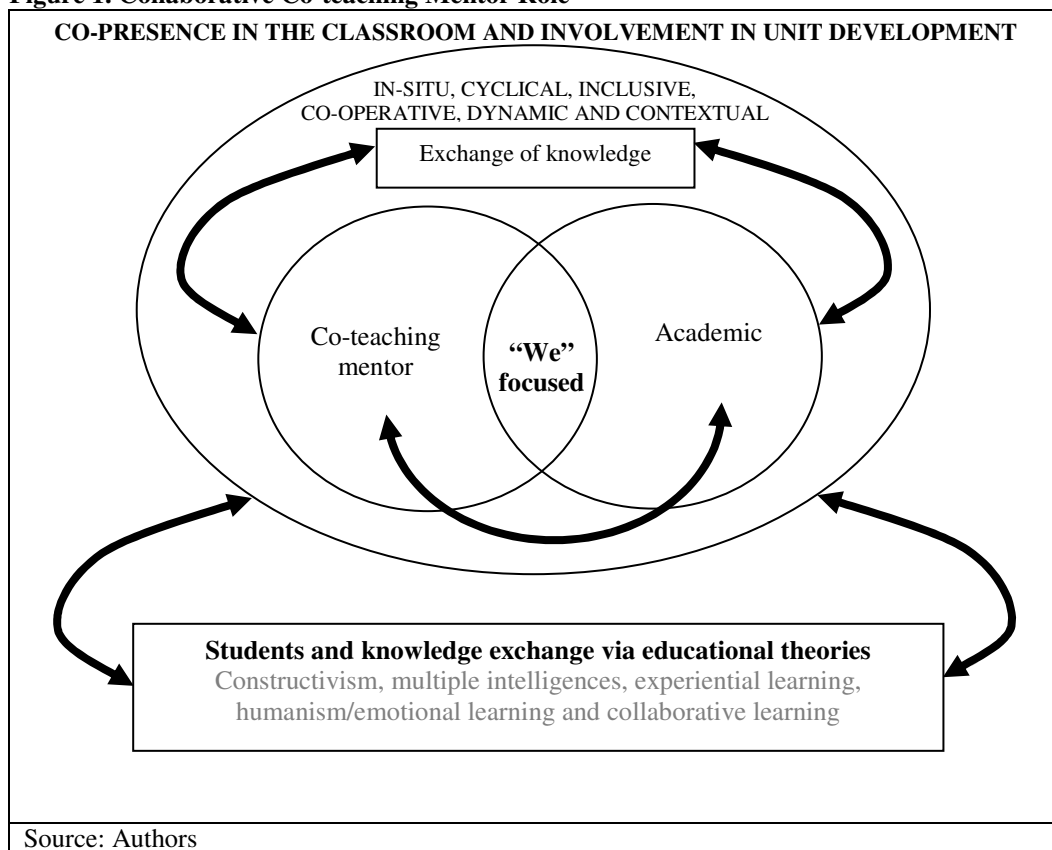 Figure 1: Collaborative Co-teaching Mentor Role
CO-PRESENCE IN THE CLASSROOM AND INVOLVEMENT IN UNIT DEVELOPMENT
IN-SITU, CYCLICAL, INCLUSIVE,
CO-OPERATIVE, DYNAMIC AND CONTEXTUAL
Exchange of knowledge
Co-teaching
mentor
“We”
focused
Academic
Students and knowledge exchange via educational theories
Constructivism, multiple intelligences, experiential learning,
humanism/emotional learning and collaborative learning
Source: Authors